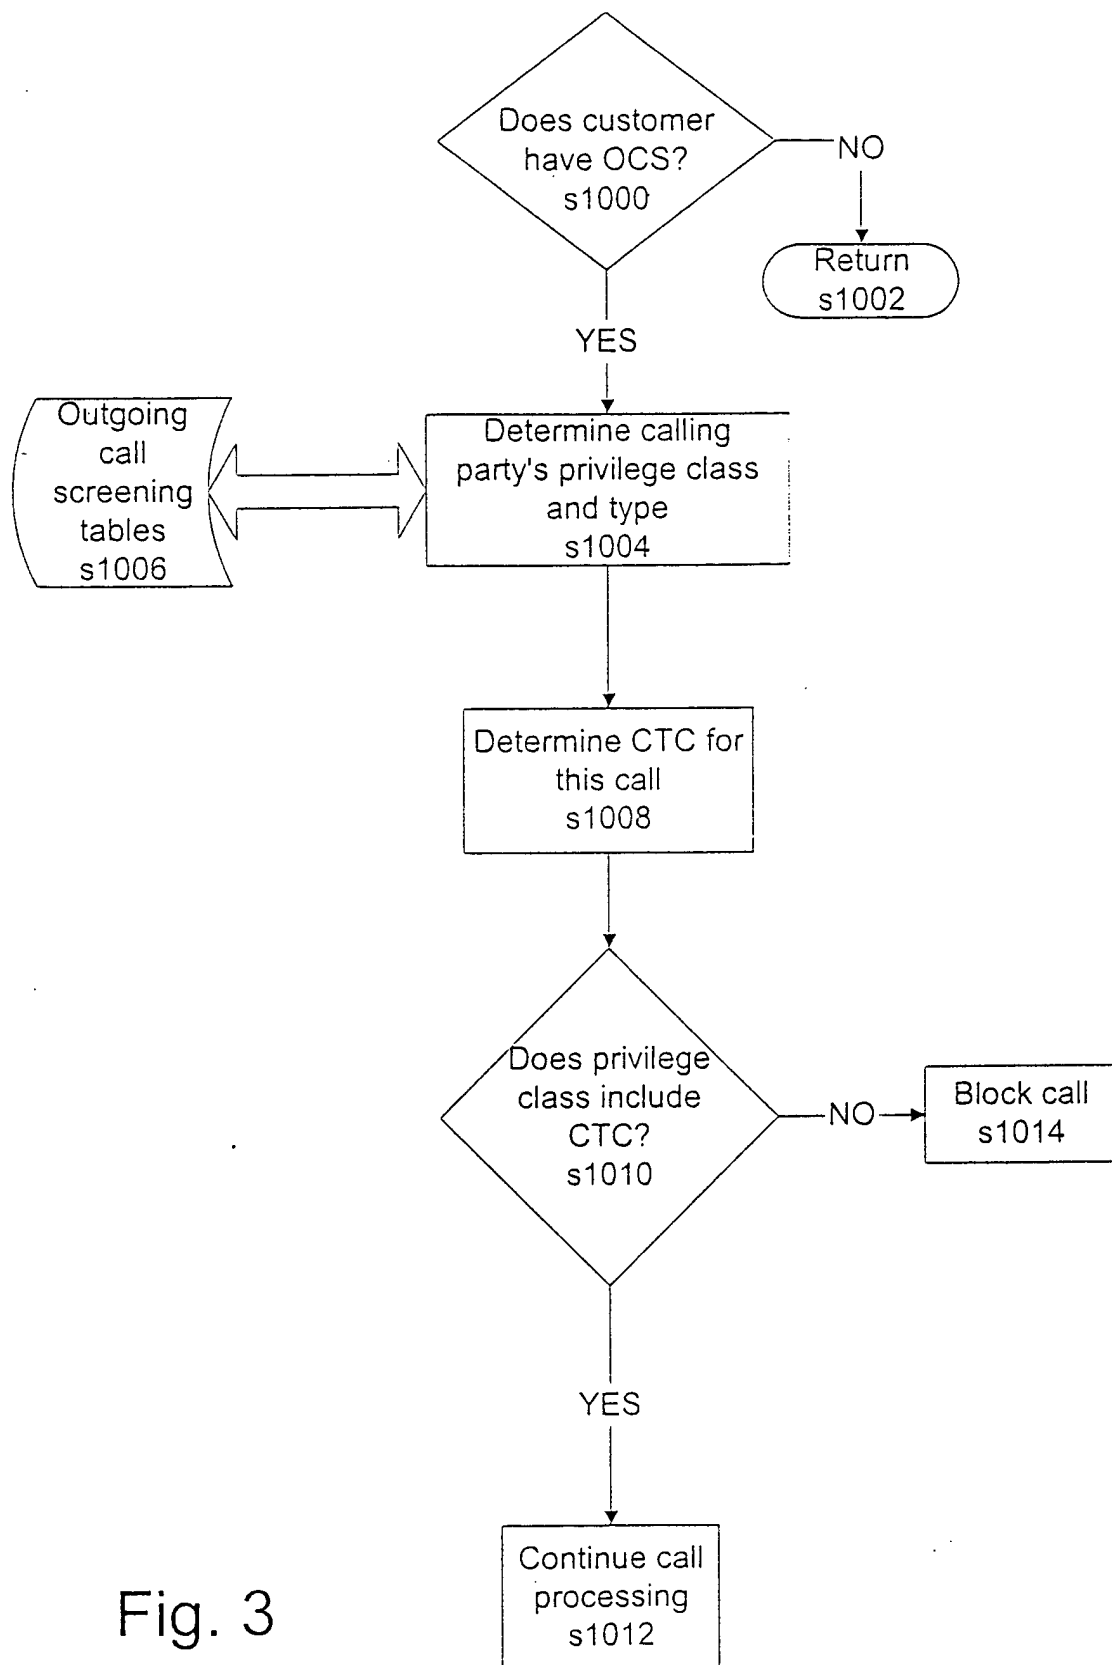 Does customer
have OCS?
s1000
NO
Return
s1002
YES
Outgoing
call
screening
tables
s1006
Determine calling
party's privilege class
and type
s1004
Determine CTC for
this call
s1008
Does privilege
class include
CTC?
s1010
NO
Block call
s1014
YES
Continue call
processing
s1012
Fig. 3